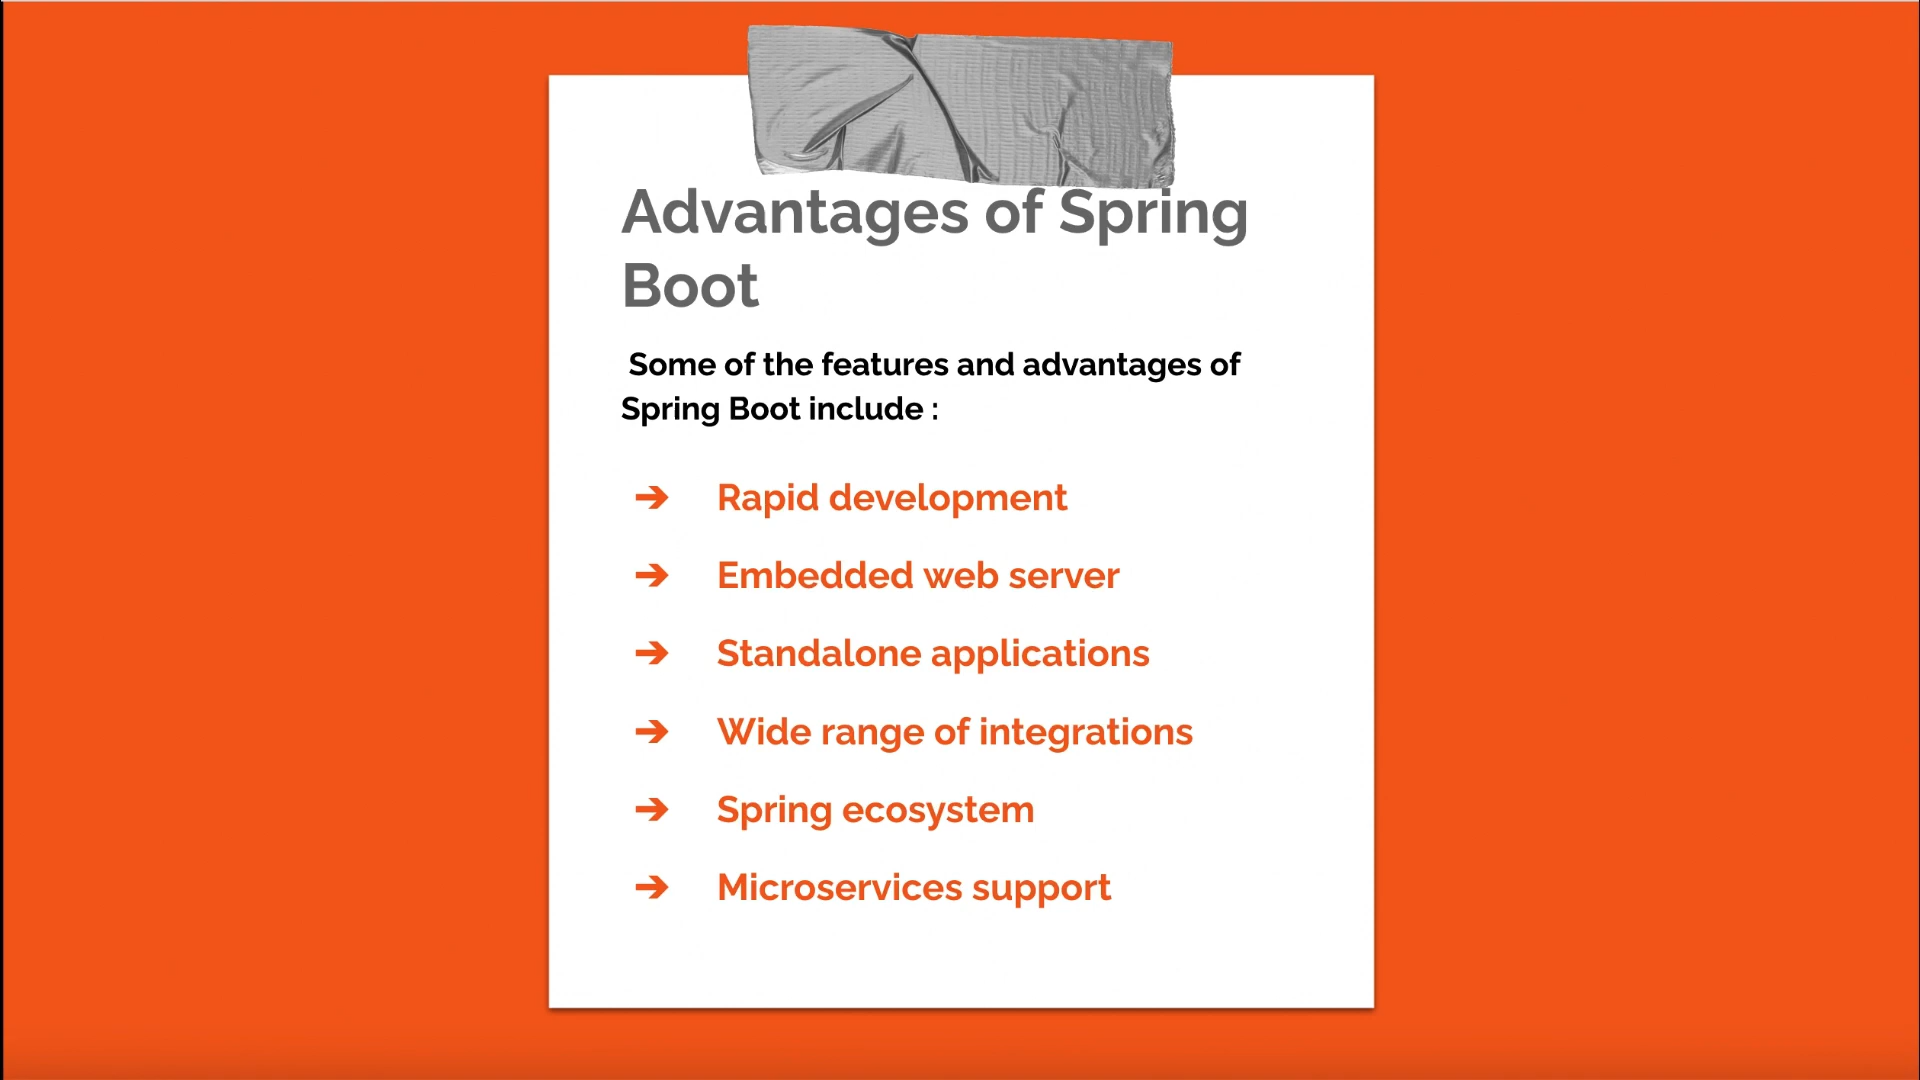 Advantages of Spring
Boot
Some of the features and advantages of
Spring Boot include :
➔ Rapid development
➔ Embedded web server
➔ Standalone applications
➔ Wide range of integrations
➔ Spring ecosystem
➔ Microservices support